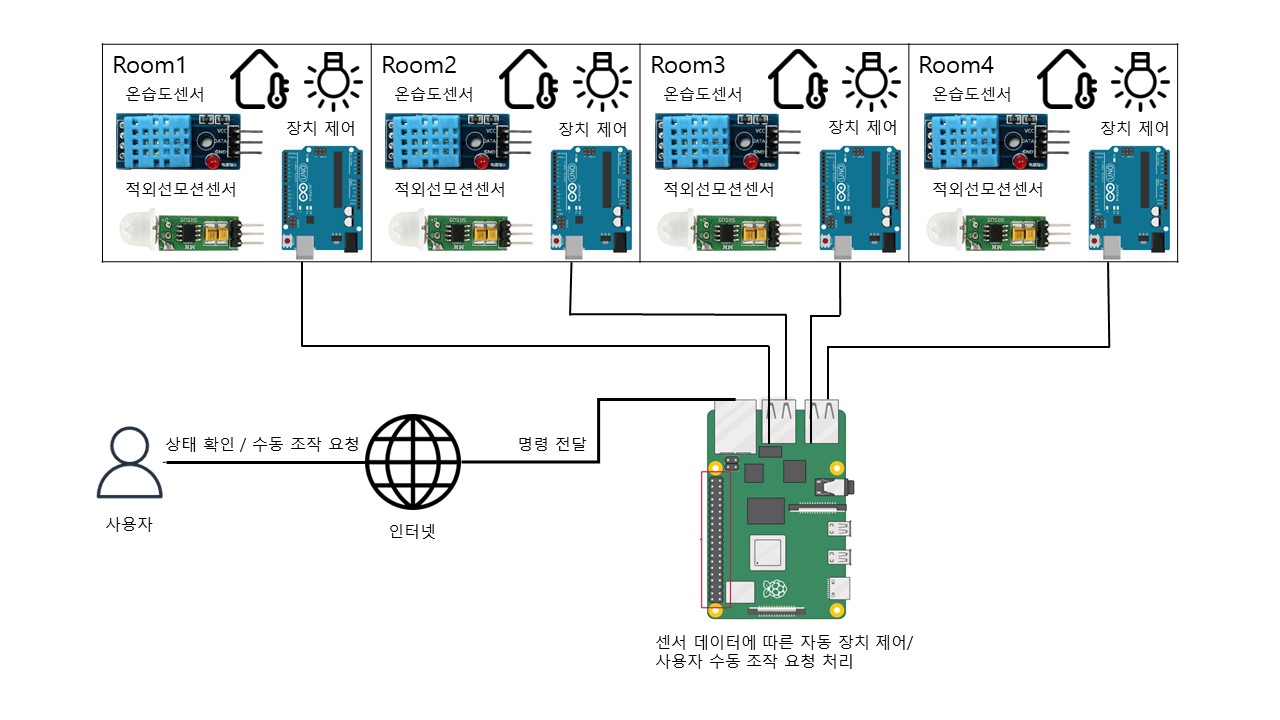 Room1
온습도센서
장치 제어
적외선모션센서
Room2
온습도센서
장치 제어
적외선모션센서
Room3
온습도센서
장치 제어
적외선모션센서
Room4
온습도센서
장치 제어
적외선모션센서
상태 확인 / 수동 조작 요청
명령 전달
사용자
인터넷
센서 데이터에 따른 자동 장치 제어/
사용자 수동 조작 요청 처리